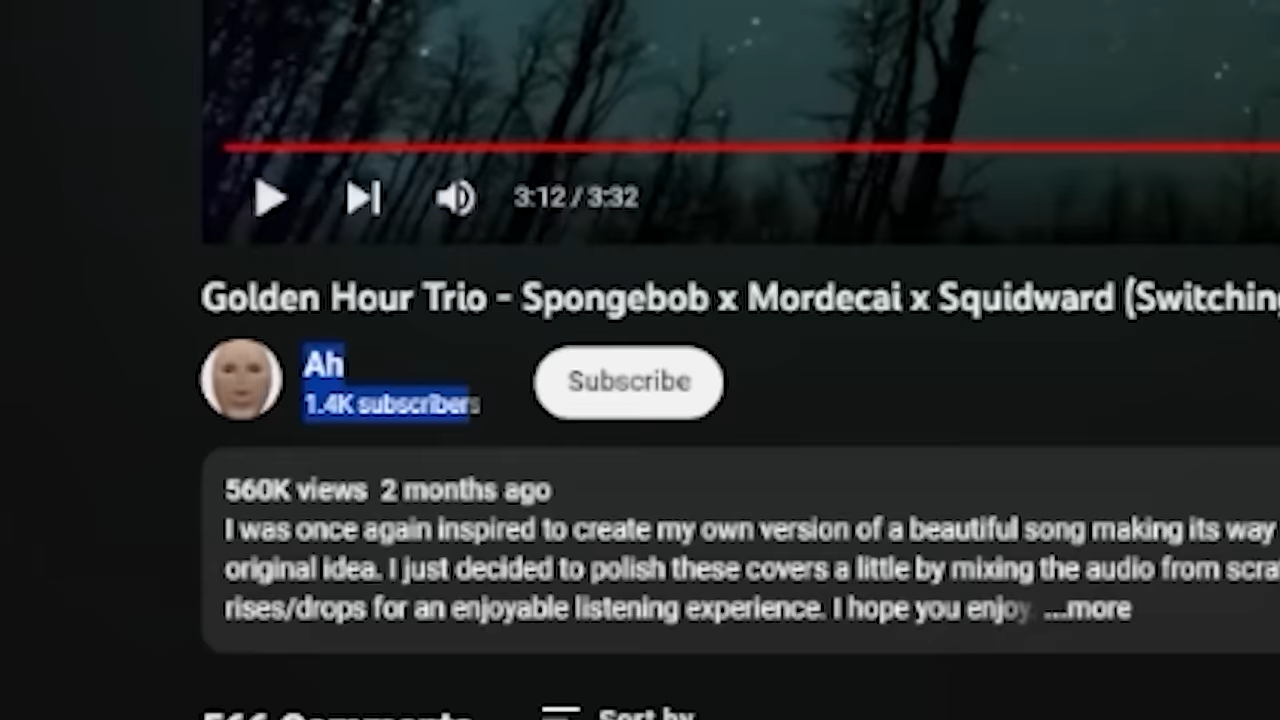 3:12 / 3:32
Golden Hour Trio - Spongebob x Mordecai x Squidward (Switching
Ah
1.4K subscribers
Subscribe
560K views 2 months ago
I was once again inspired to create my own version of a beautiful song making its way
original idea. I just decided to polish these covers a little by mixing the audio from scra
rises/drops for an enjoyable listening experience. I hope you enjoy ...more
566 Comments
Sort by